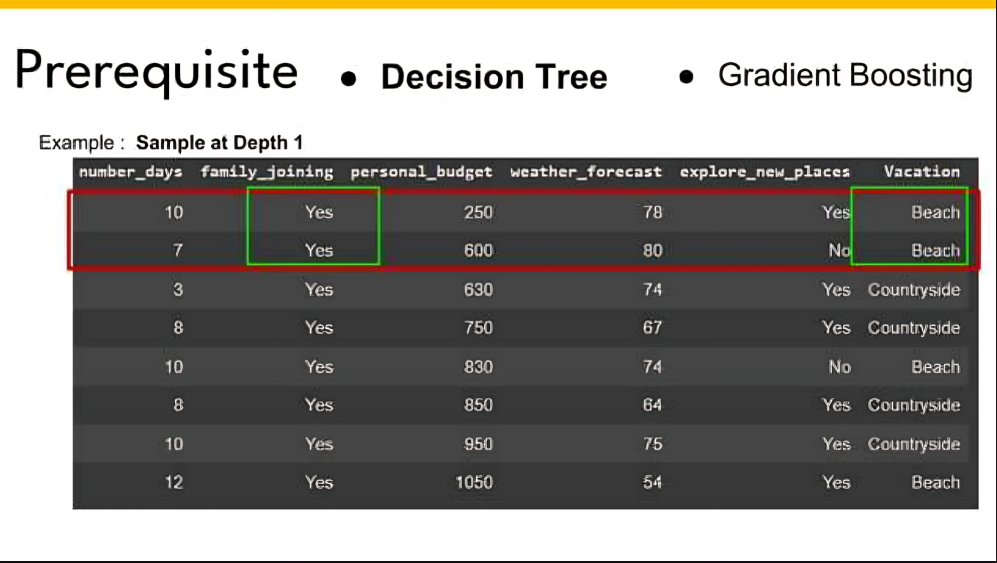 Prerequisite • Decision Tree • Gradient Boosting
Example : Sample at Depth 1
number_days family_joining personal_budget weather_forecast explore_new_places Vacation
10 Yes 250 78 Yes Beach
7 Yes 600 80 No Beach
3 Yes 630 74 Yes Countryside
8 Yes 750 67 Yes Countryside
10 Yes 830 74 No Beach
8 Yes 850 64 Yes Countryside
10 Yes 950 75 Yes Countryside
12 Yes 1050 54 Yes Beach